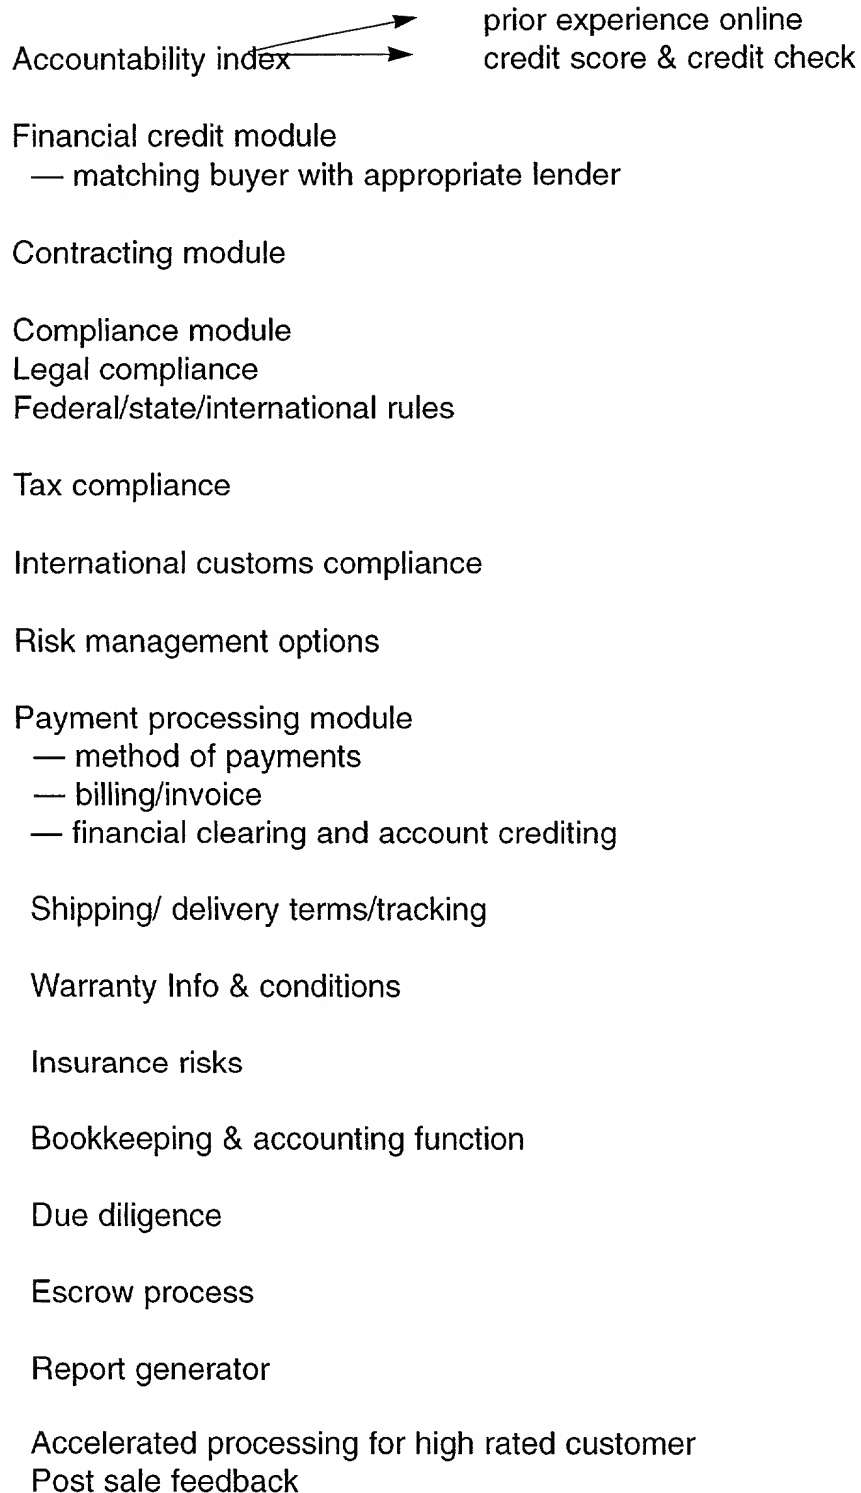 prior experience online
Accountability index credit score & credit check
Financial credit module
— matching buyer with appropriate lender
Contracting module
Compliance module
Legal compliance
Federal/state/international rules
Tax compliance
International customs compliance
Risk management options
Payment processing module
— method of payments
— billing/invoice
— financial clearing and account crediting
Shipping/ delivery terms/tracking
Warranty Info & conditions
Insurance risks
Bookkeeping & accounting function
Due diligence
Escrow process
Report generator
Accelerated processing for high rated customer
Post sale feedback